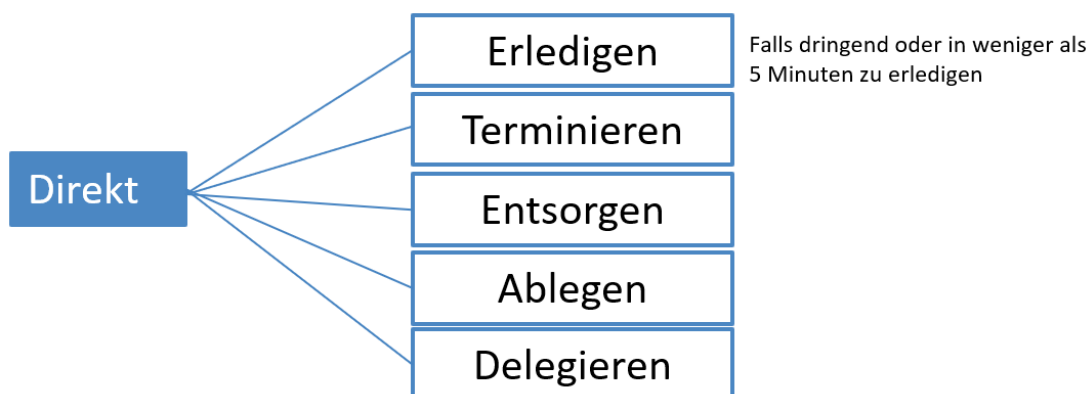 Erledigen
Falls dringend oder in weniger als
5 Minuten zu erledigen
Terminieren
Direkt
Entsorgen
Ablegen
Delegieren